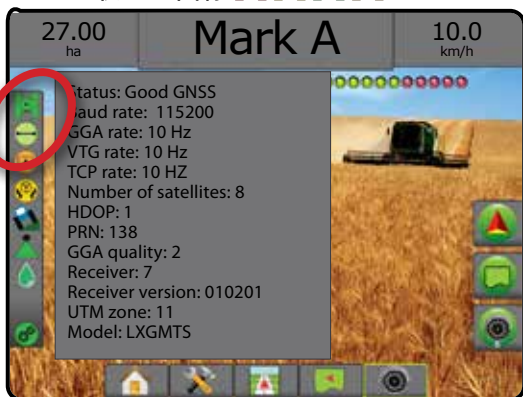 27.00
ha
Mark A
10.0
km/h
Status: Good GNSS
Baud rate: 115200
GGA rate: 10 Hz
VTG rate: 10 Hz
TCP rate: 10 HZ
Number of satellites: 8
HDOP: 1
PRN: 138
GGA quality: 2
Receiver: 7
Receiver version: 010201
UTM zone: 11
Model: LXGMTS